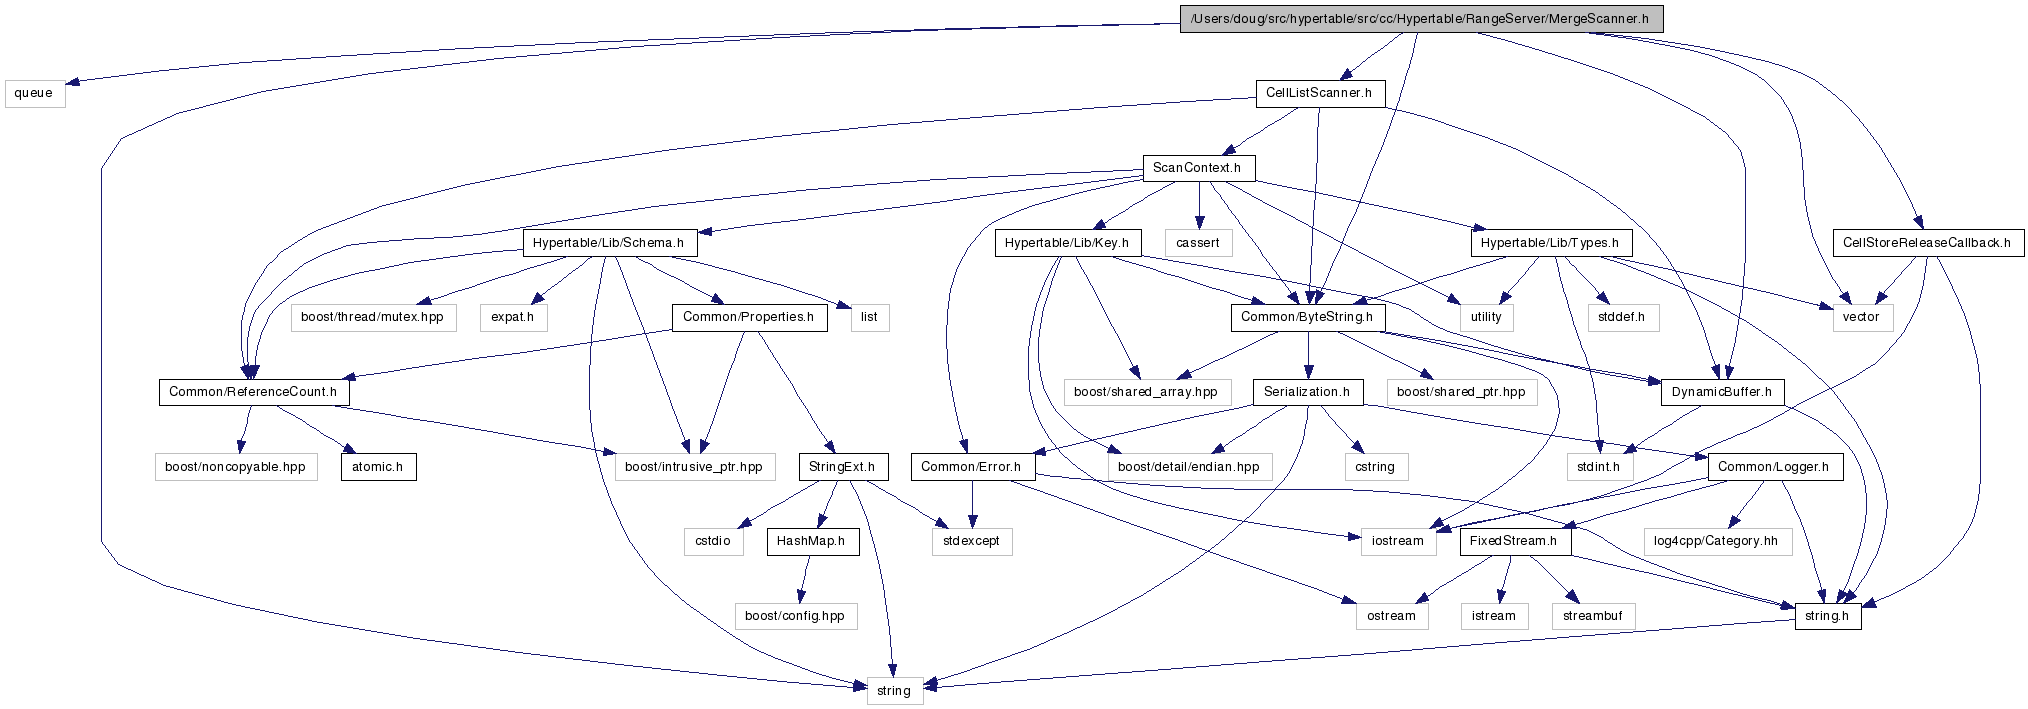 /Users/doug/src/hypertable/src/cc/Hypertable/RangeServer/MergeScanner.h
queue
CellListScanner.h
ScanContext.h
Hypertable/Lib/Schema.h
Hypertable/Lib/Key.h
cassert
Hypertable/Lib/Types.h
CellStoreReleaseCallback.h
boost/thread/mutex.hpp
expat.h
Common/Properties.h
list
Common/ByteString.h
utility
stddef.h
vector
Common/ReferenceCount.h
boost/shared_array.hpp
Serialization.h
boost/shared_ptr.hpp
DynamicBuffer.h
boost/noncopyable.hpp
atomic.h
boost/intrusive_ptr.hpp
StringExt.h
Common/Error.h
boost/detail/endian.hpp
cstring
stdint.h
Common/Logger.h
cstdio
HashMap.h
stdexcept
iostream
FixedStream.h
log4cpp/Category.hh
boost/config.hpp
ostream
istream
streambuf
string.h
string